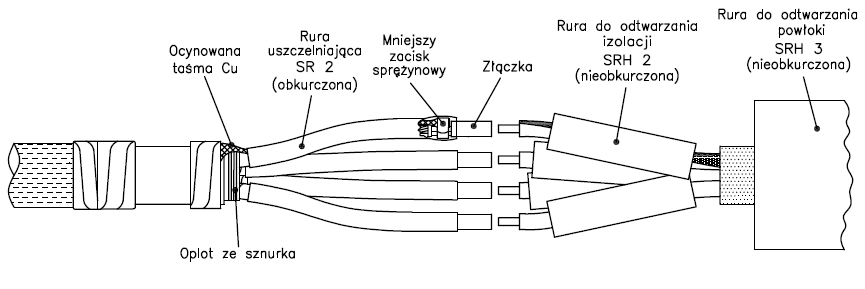 Ocynowana
taśma Cu
Rura
uszczelniająca
SR 2
(obkurczona)
Mniejszy
zacisk
sprężynowy
Złączka
Rura do odtwarzania
izolacji
SRH 2
(nieobkurczona)
Rura do odtwarzania
powłoki
SRH 3
(nieobkurczona)
Oplot ze sznurka